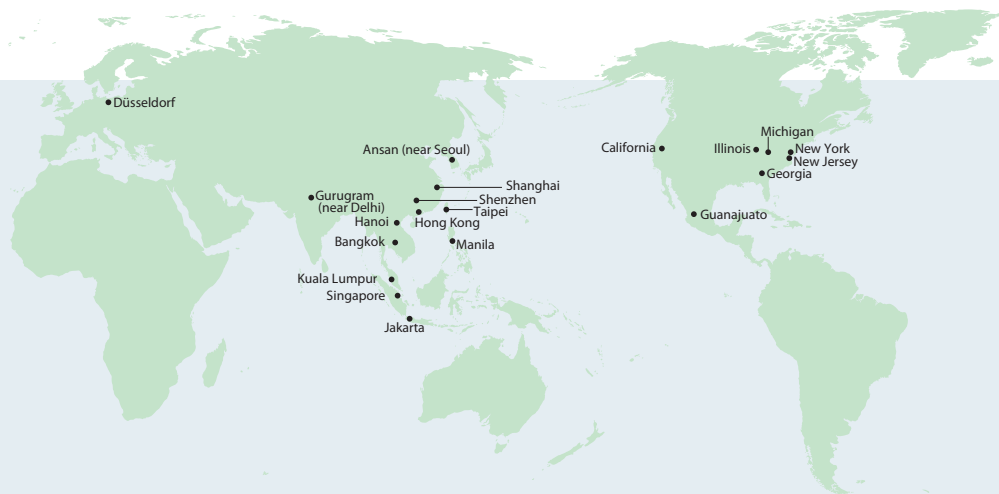 Düsseldorf
Michigan
Ansan (near Seoul)
California
Illinois
New York
New Jersey
Georgia
Shanghai
Gurugram
(near Delhi)
Shenzhen
Taipei
Hanoi
Hong Kong
Guanajuato
Bangkok
Manila
Kuala Lumpur
Singapore
Jakarta